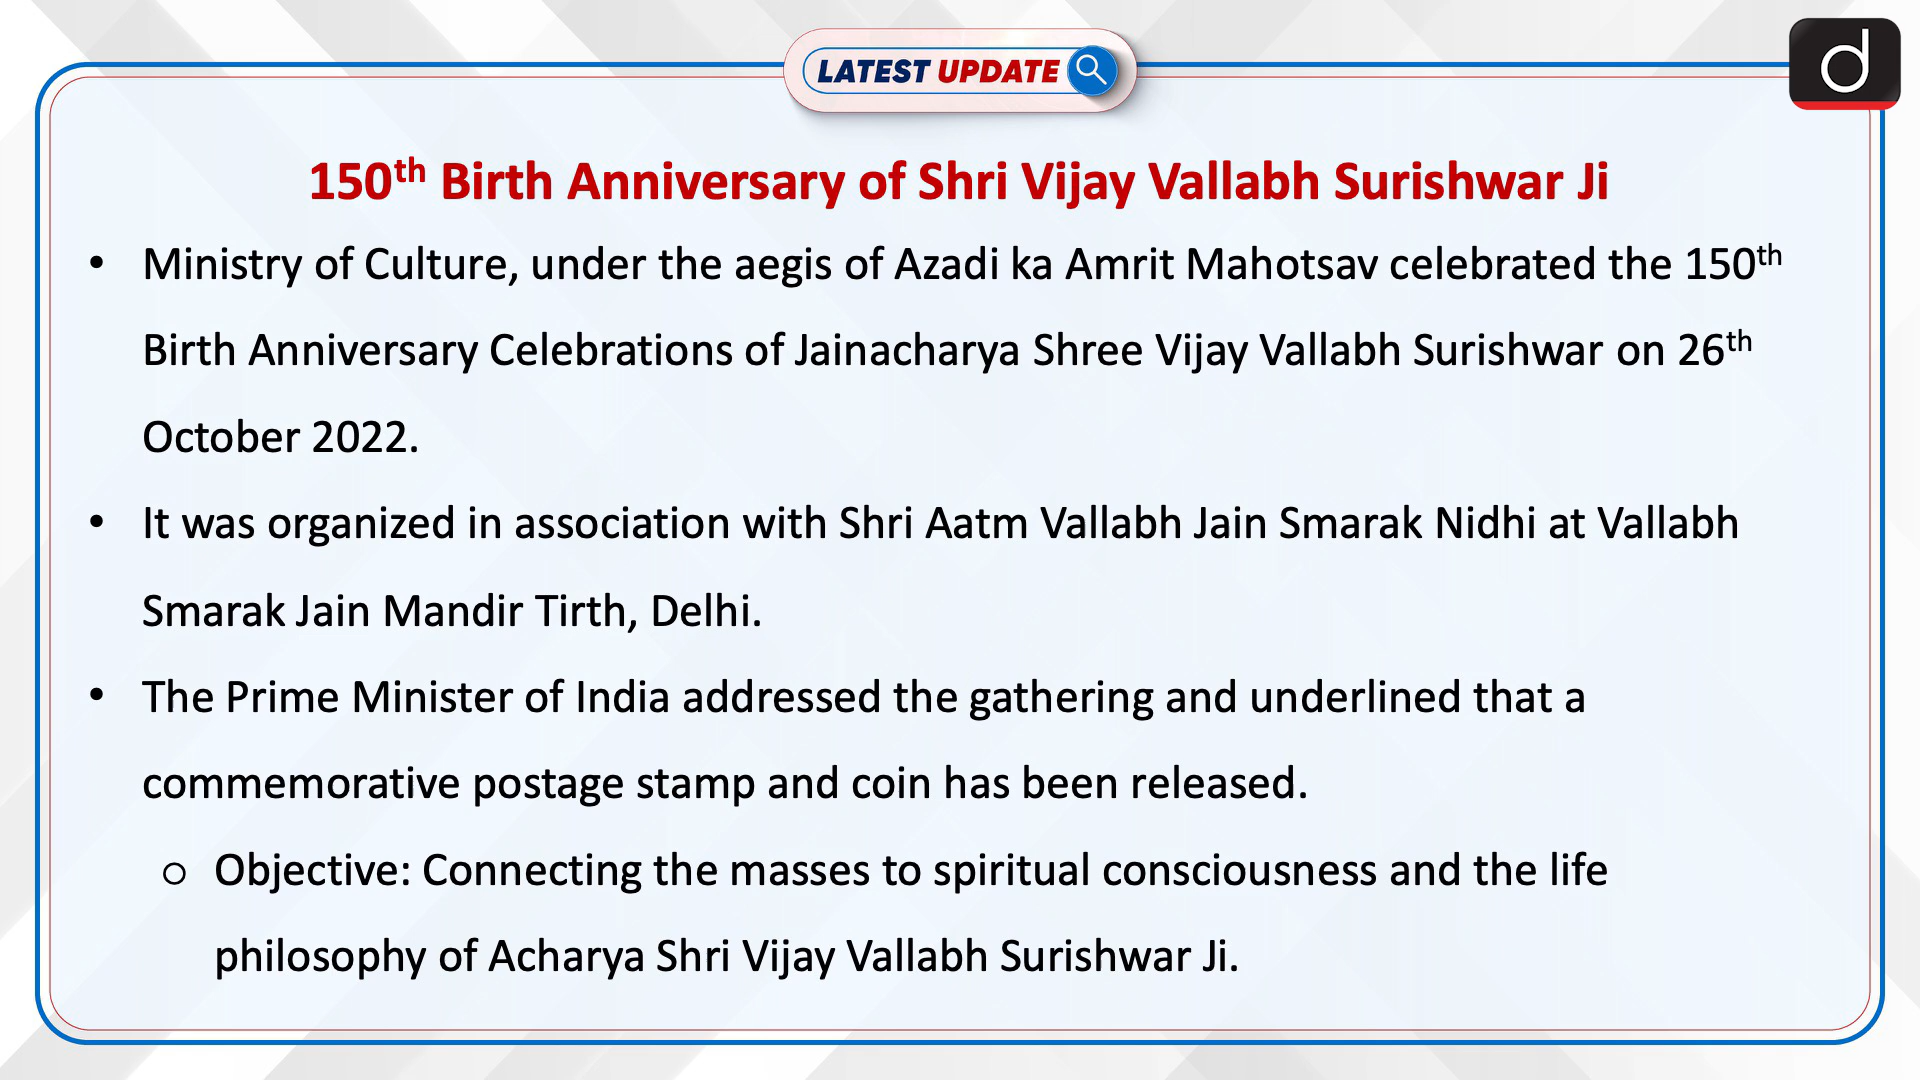 LATEST UPDATE
d
150th Birth Anniversary of Shri Vijay Vallabh Surishwar Ji
• Ministry of Culture, under the aegis of Azadi ka Amrit Mahotsav celebrated the 150th
Birth Anniversary Celebrations of Jainacharya Shree Vijay Vallabh Surishwar on 26th
October 2022.
• It was organized in association with Shri Aatm Vallabh Jain Smarak Nidhi at Vallabh
Smarak Jain Mandir Tirth, Delhi.
• The Prime Minister of India addressed the gathering and underlined that a
commemorative postage stamp and coin has been released.
o Objective: Connecting the masses to spiritual consciousness and the life
philosophy of Acharya Shri Vijay Vallabh Surishwar Ji.